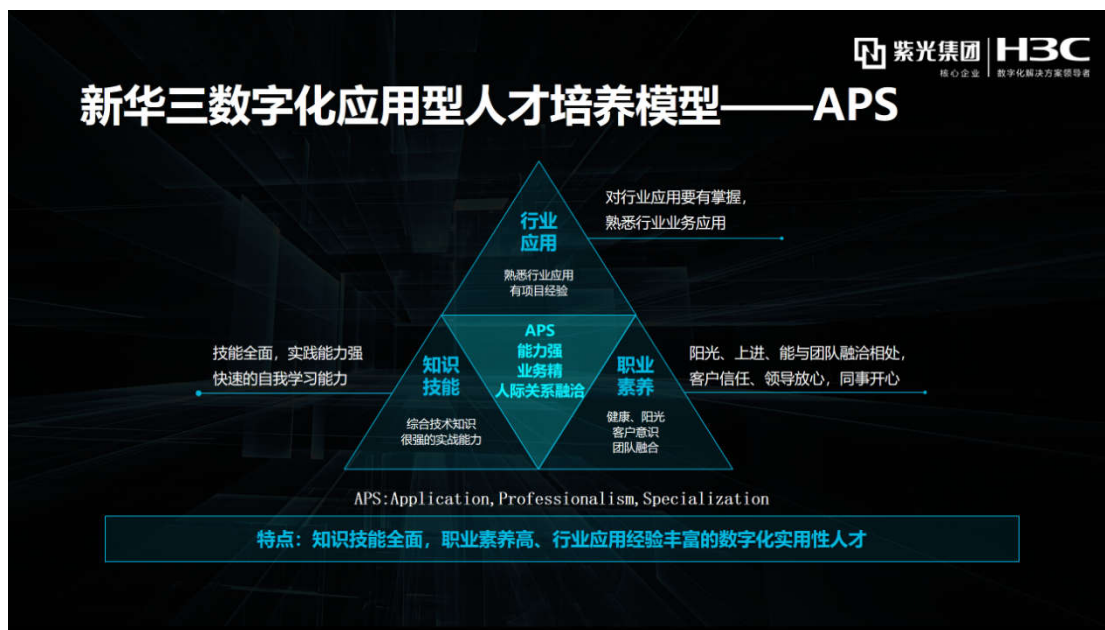 紫光集团 H3C
核心企业 数字化解决方案领导者
新华三数字化应用型人才培养模型——APS
对行业应用要有掌握，
熟悉行业业务应用
行业
应用
熟悉行业应用
有项目经验
技能全面，实践能力强
快速的自我学习能力
知识
技能
综合技术知识
很强的实战能力
APS
能力强
业务精
人际关系融洽
职业
素养
健康、阳光
客户意识
团队融合
阳光、上进、能与团队融洽相处，
客户信任、领导放心，同事开心
APS:Application,Professionalism,Specialization
特点：知识技能全面，职业素养高、行业应用经验丰富的数字化实用性人才